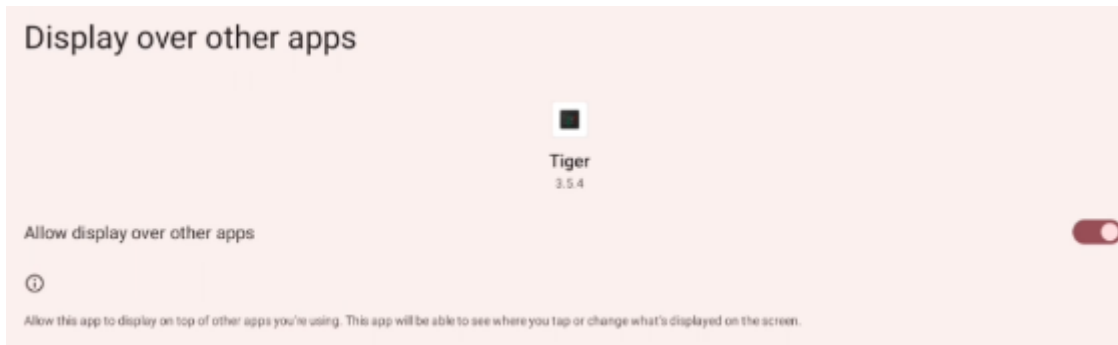 Display over other apps
Tiger
3.5.4
Allow display over other apps
Allow this app to display on top of other apps you're using. This app will be able to see where you tap or change what's displayed on the screen.